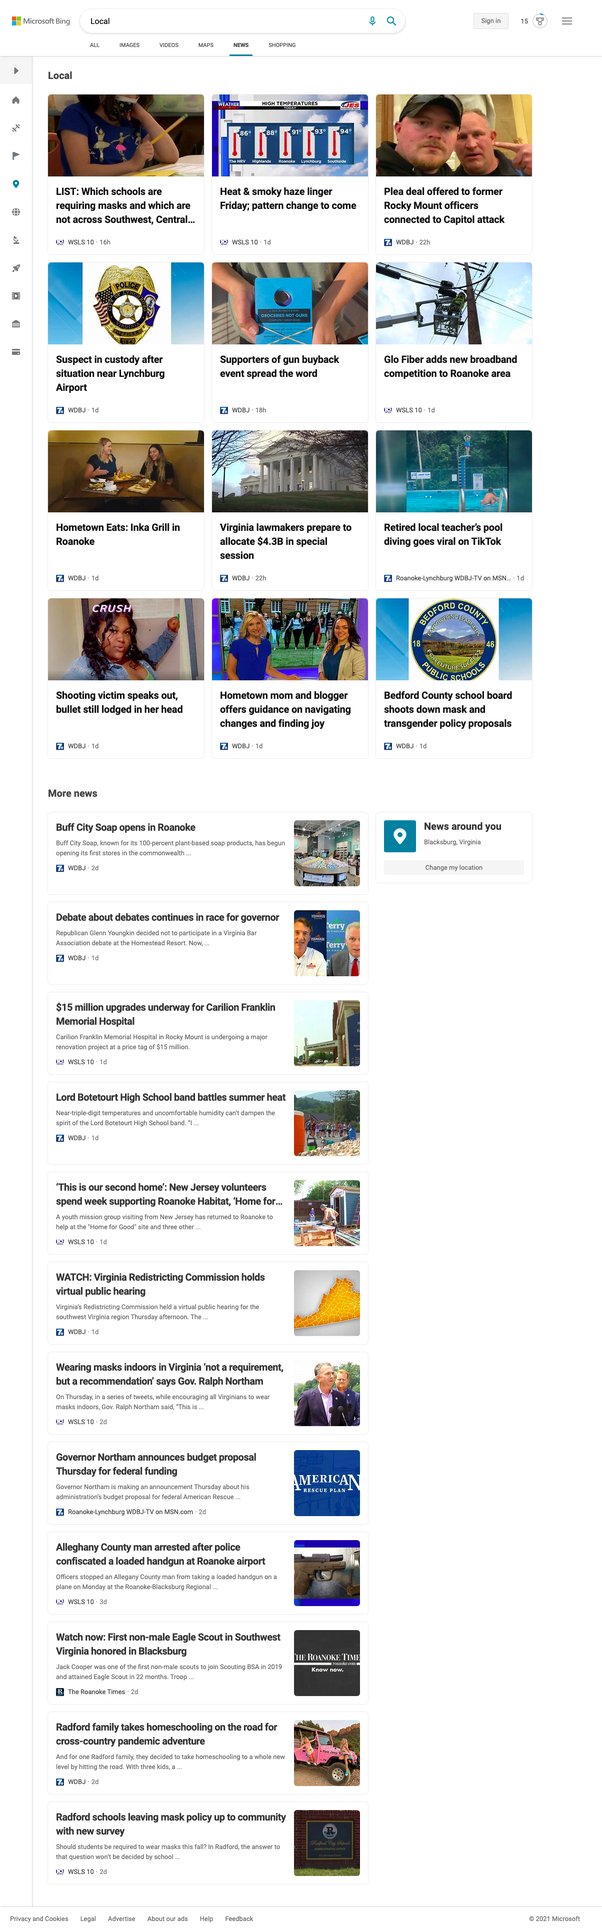 Microsoft Bing
Local
Sign in
15
ALL IMAGES VIDEOS MAPS NEWS SHOPPING
Local
WEATHER HIGH TEMPERATURES
86° 88° 91° 93° 94°
The NRV Highlands Roanoke Lynchburg Southside
LIST: Which schools are
requiring masks and which are
not across Southwest, Central...
WSLS 10 · 16h
Heat & smoky haze linger
Friday; pattern change to come
WSLS 10 · 1d
Plea deal offered to former
Rocky Mount officers
connected to Capitol attack
WDBJ · 22h
POLICE
GROCERIES NOT GUNS
Suspect in custody after
situation near Lynchburg
Airport
WDBJ · 1d
Supporters of gun buyback
event spread the word
WDBJ · 18h
Glo Fiber adds new broadband
competition to Roanoke area
WSLS 10 · 1d
Hometown Eats: Inka Grill in
Roanoke
WDBJ · 1d
Virginia lawmakers prepare to
allocate $4.3B in special
session
WDBJ · 22h
Retired local teacher's pool
diving goes viral on TikTok
Roanoke-Lynchburg WDBJ-TV on MSN... · 1d
CRUSH
BEDFORD COUNTY
18 46
PUBLIC SCHOOLS
Shooting victim speaks out,
bullet still lodged in her head
WDBJ · 1d
Hometown mom and blogger
offers guidance on navigating
changes and finding joy
WDBJ · 1d
Bedford County school board
shoots down mask and
transgender policy proposals
WDBJ · 1d
More news
Buff City Soap opens in Roanoke
Buff City Soap, known for its 100-percent plant-based soap products, has begun
opening its first stores in the commonwealth ...
WDBJ · 2d
News around you
Blacksburg, Virginia
Change my location
Debate about debates continues in race for governor
Republican Glenn Youngkin decided not to participate in a Virginia Bar
Association debate at the Homestead Resort. Now, ...
WDBJ · 1d
Terry
$15 million upgrades underway for Carilion Franklin
Memorial Hospital
Carilion Franklin Memorial Hospital in Rocky Mount is undergoing a major
renovation project at a price tag of $15 million.
WSLS 10 · 1d
Lord Botetourt High School band battles summer heat
Near-triple-digit temperatures and uncomfortable humidity can't dampen the
spirit of the Lord Botetourt High School band. "I ...
WDBJ · 1d
'This is our second home': New Jersey volunteers
spend week supporting Roanoke Habitat, 'Home for...
A youth mission group visiting from New Jersey has returned to Roanoke to
help at the "Home for Good" site and three other ...
WSLS 10 · 1d
WATCH: Virginia Redistricting Commission holds
virtual public hearing
Virginia's Redistricting Commission held a virtual public hearing for the
southwest Virginia region Thursday afternoon. The ...
WDBJ · 1d
Wearing masks indoors in Virginia 'not a requirement,
but a recommendation' says Gov. Ralph Northam
On Thursday, in a series of tweets, while encouraging all Virginians to wear
masks indoors, Gov. Ralph Northam said, "This is ...
WSLS 10 · 2d
Governor Northam announces budget proposal
Thursday for federal funding
Governor Northam is making an announcement Thursday about his
administration's budget proposal for federal American Rescue ...
Roanoke-Lynchburg WDBJ-TV on MSN.com · 2d
AMERICAN
RESCUE PLAN
Alleghany County man arrested after police
confiscated a loaded handgun at Roanoke airport
Officers stopped an Allegany County man from taking a loaded handgun on a
plane on Monday at the Roanoke-Blacksburg Regional ...
WSLS 10 · 3d
Watch now: First non-male Eagle Scout in Southwest
Virginia honored in Blacksburg
Jack Cooper was one of the first non-male scouts to join Scouting BSA in 2019
and attained Eagle Scout in 22 months. Troop ...
The Roanoke Times · 2d
HE ROANOKE TIME
Know now.
Radford family takes homeschooling on the road for
cross-country pandemic adventure
And for one Radford family, they decided to take homeschooling to a whole new
level by hitting the road. With three kids, a ...
WDBJ · 2d
Radford schools leaving mask policy up to community
with new survey
Should students be required to wear masks this fall? In Radford, the answer to
that question won't be decided by school ...
WSLS 10 · 2d
Privacy and Cookies Legal Advertise About our ads Help Feedback
© 2021 Microsoft